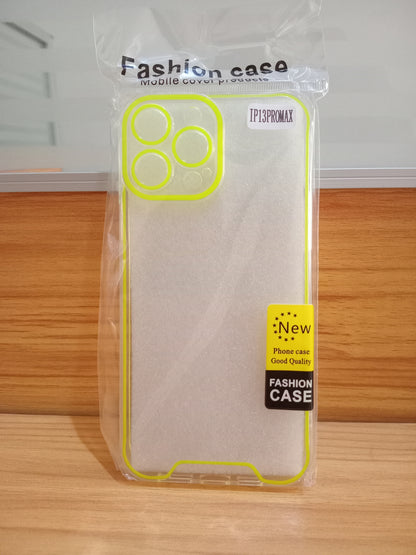 Fashion case
Mobile cover products
IP13PROMAX
New
Phone case
Good Quality
FASHION
CASE